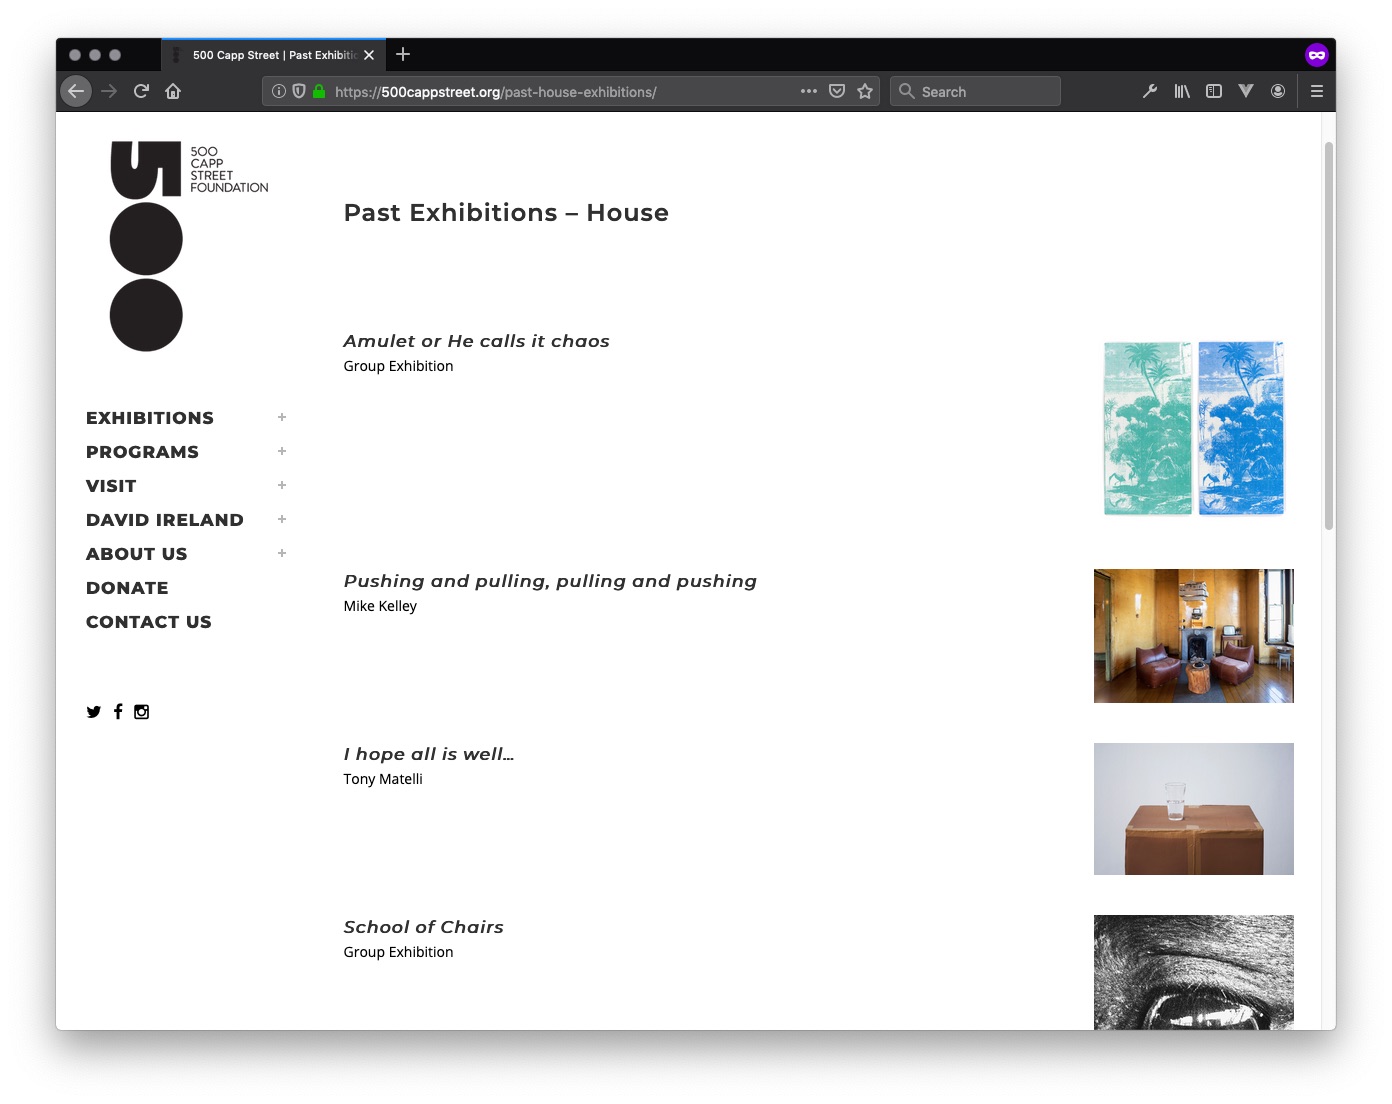 500 Capp Street | Past Exhibitio
https://500cappstreet.org/past-house-exhibitions/
Search
500
CAPP
STREET
FOUNDATION
Past Exhibitions – House
EXHIBITIONS +
PROGRAMS +
VISIT +
DAVID IRELAND +
ABOUT US +
DONATE
CONTACT US
Amulet or He calls it chaos
Group Exhibition
Pushing and pulling, pulling and pushing
Mike Kelley
I hope all is well...
Tony Matelli
School of Chairs
Group Exhibition